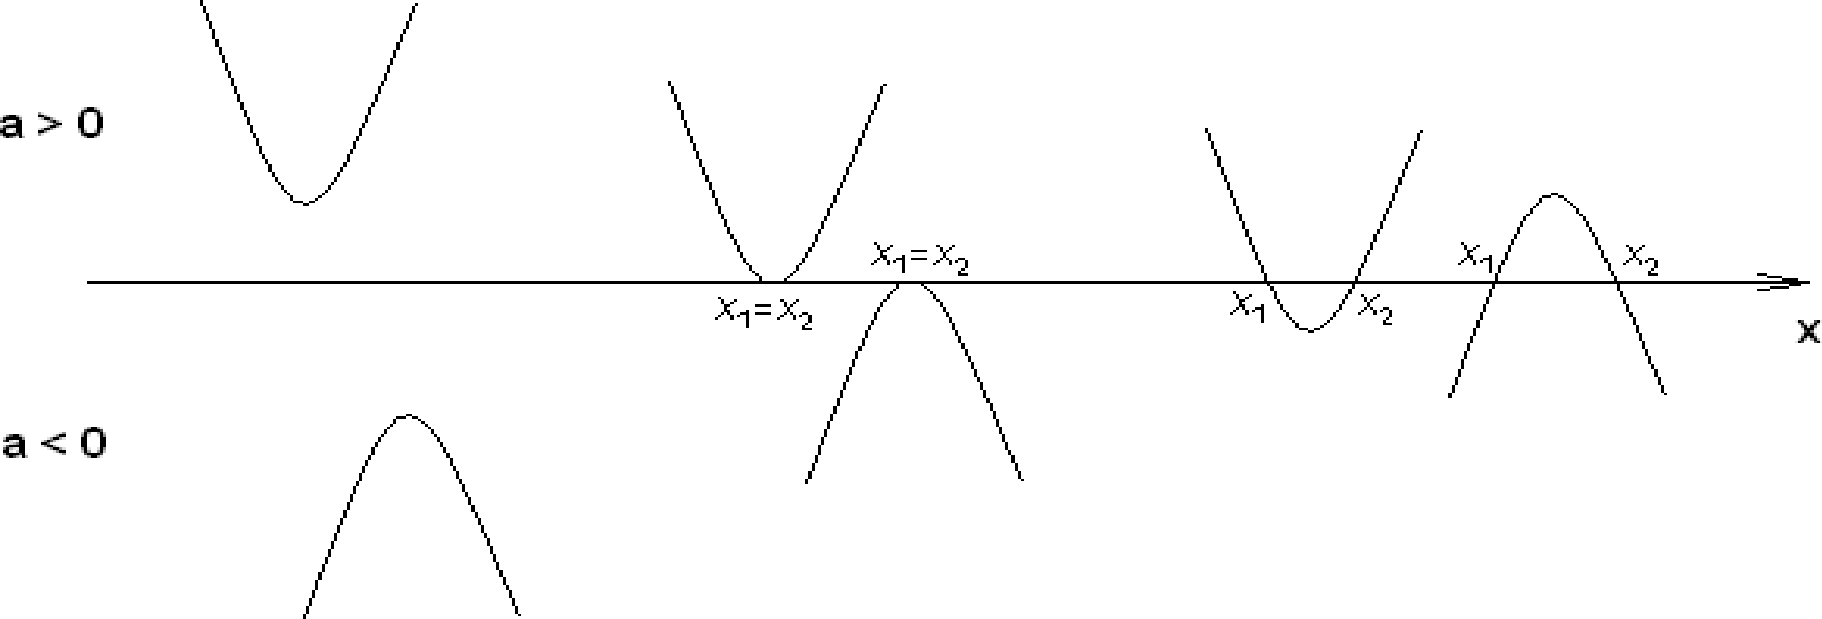 a > 0
x₁=x₂
x₁
x₂
x₁=x₂
x₁
x₂
x
a < 0